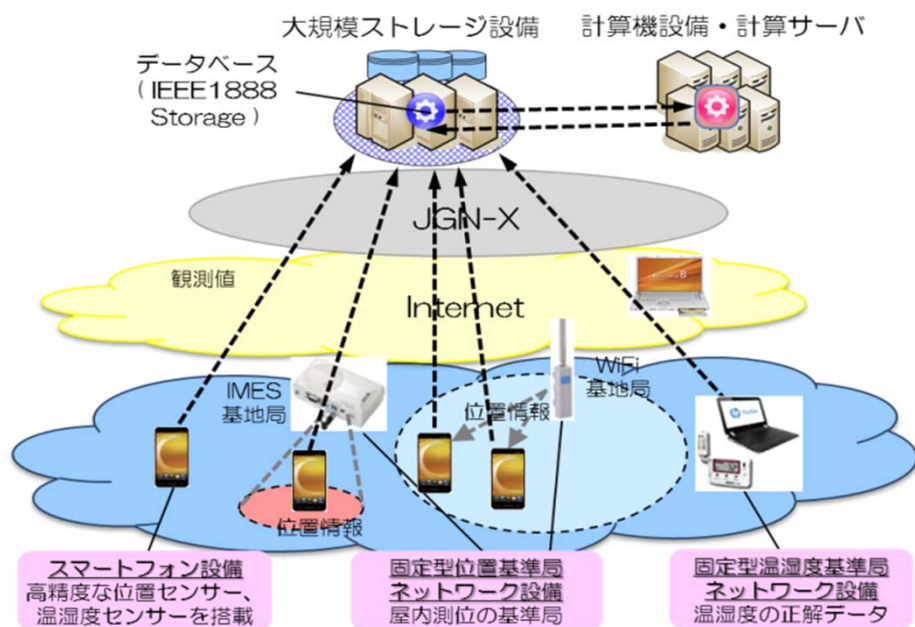 大規模ストレージ設備
計算機設備・計算サーバ
データベース
( IEEE1888
Storage )
JGN-X
観測値
Internet
IMES
基地局
WiFi
基地局
位置情報
位置情報
スマートフォン設備
高精度な位置センサー、
温湿度センサーを搭載
固定型位置基準局
ネットワーク設備
屋内測位の基準局
固定型温湿度基準局
ネットワーク設備
温湿度の正解データ